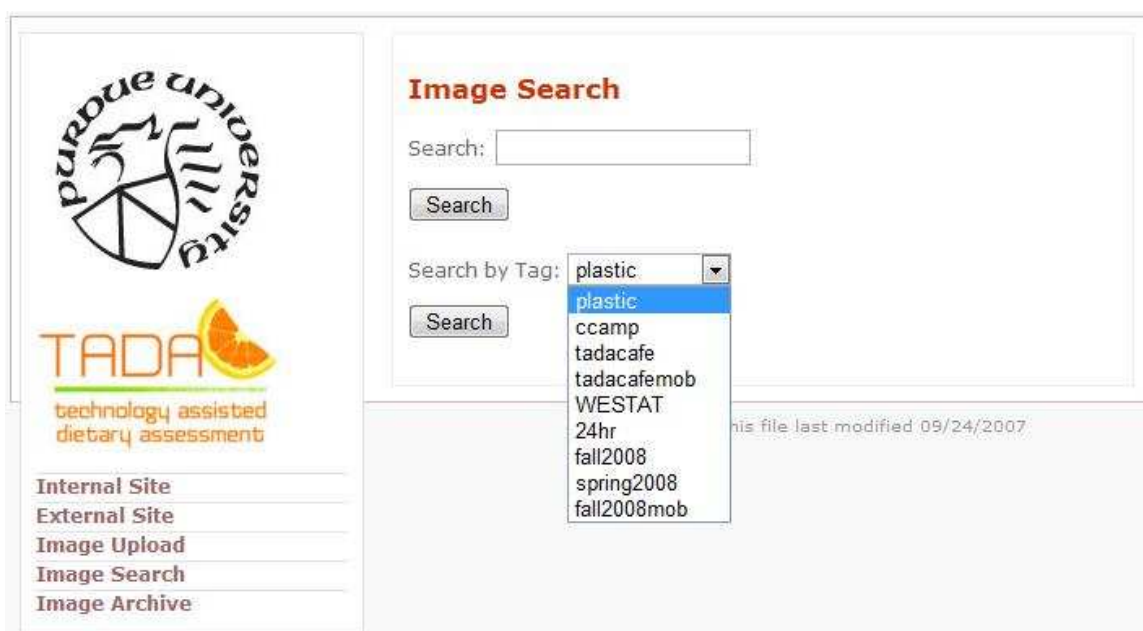 PURDUE UNIVERSITY
TADA
technology assisted
dietary assessment
Internal Site
External Site
Image Upload
Image Search
Image Archive
Image Search
Search:
Search
Search by Tag: plastic
Search
plastic
ccamp
tadacafe
tadacafemob
WESTAT
24hr
fall2008
spring2008
fall2008mob
his file last modified 09/24/2007